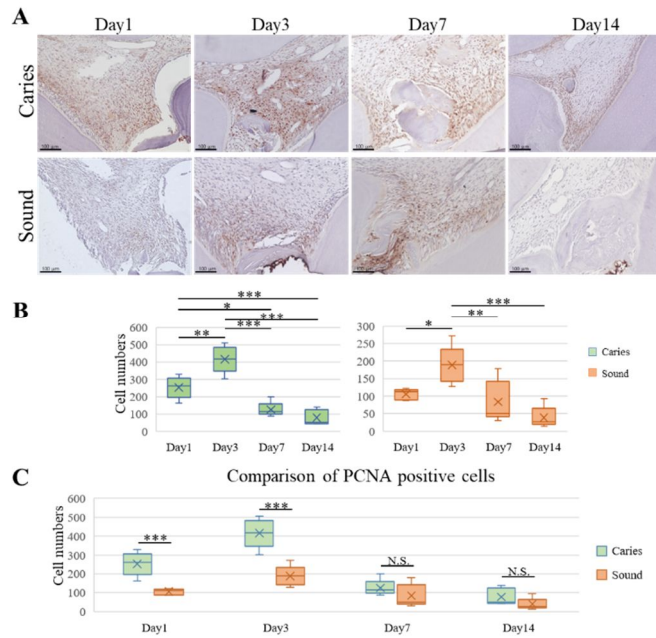 A
Day1 Day3 Day7 Day14
Caries
100 μm 100 μm 100 μm 100 μm
Sound
100 μm 100 μm 100 μm 100 μm
B
***
*
***
***
**
Cell numbers
600
500
400
300
200
100
0
Day1 Day3 Day7 Day14
***
**
*
300
250
200
150
100
50
0
Day1 Day3 Day7 Day14
Caries
Sound
C
Comparison of PCNA positive cells
Cell numbers
600
500
400
300
200
100
0
***
***
N.S.
N.S.
Day1 Day3 Day7 Day14
Caries
Sound